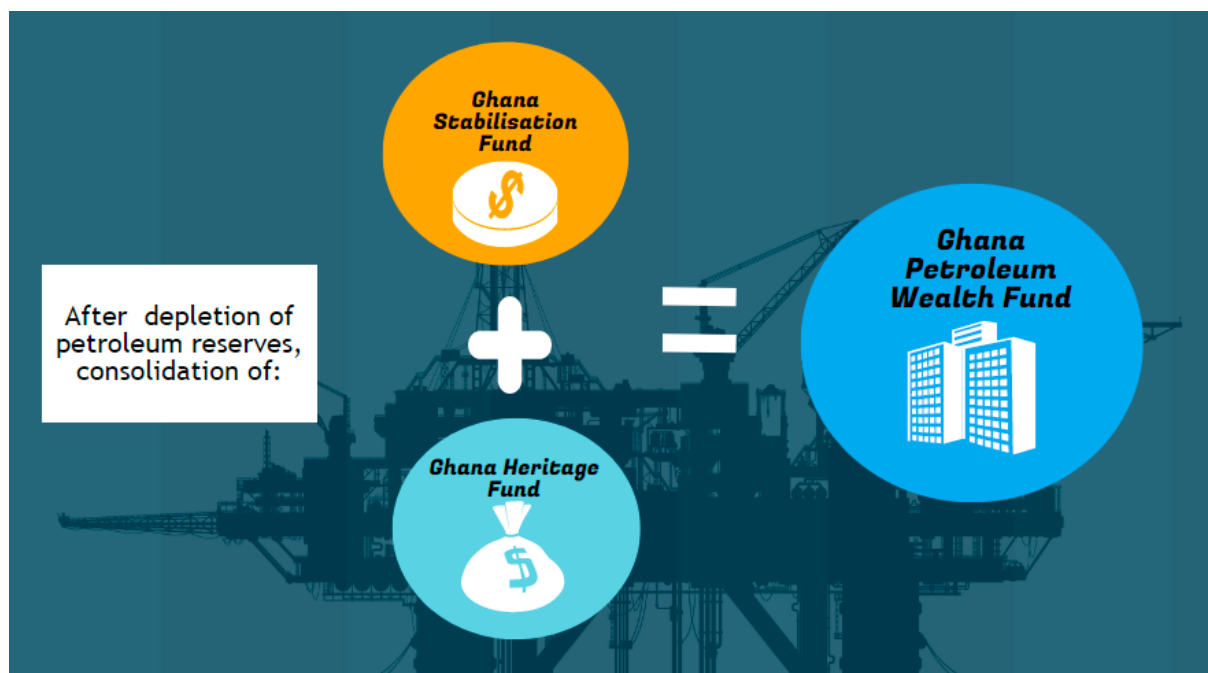 After  depletion of
petroleum reserves,
consolidation of:
Ghana
Stabilisation
Fund
$
+
Ghana Heritage
Fund
$
=
Ghana
Petroleum
Wealth Fund